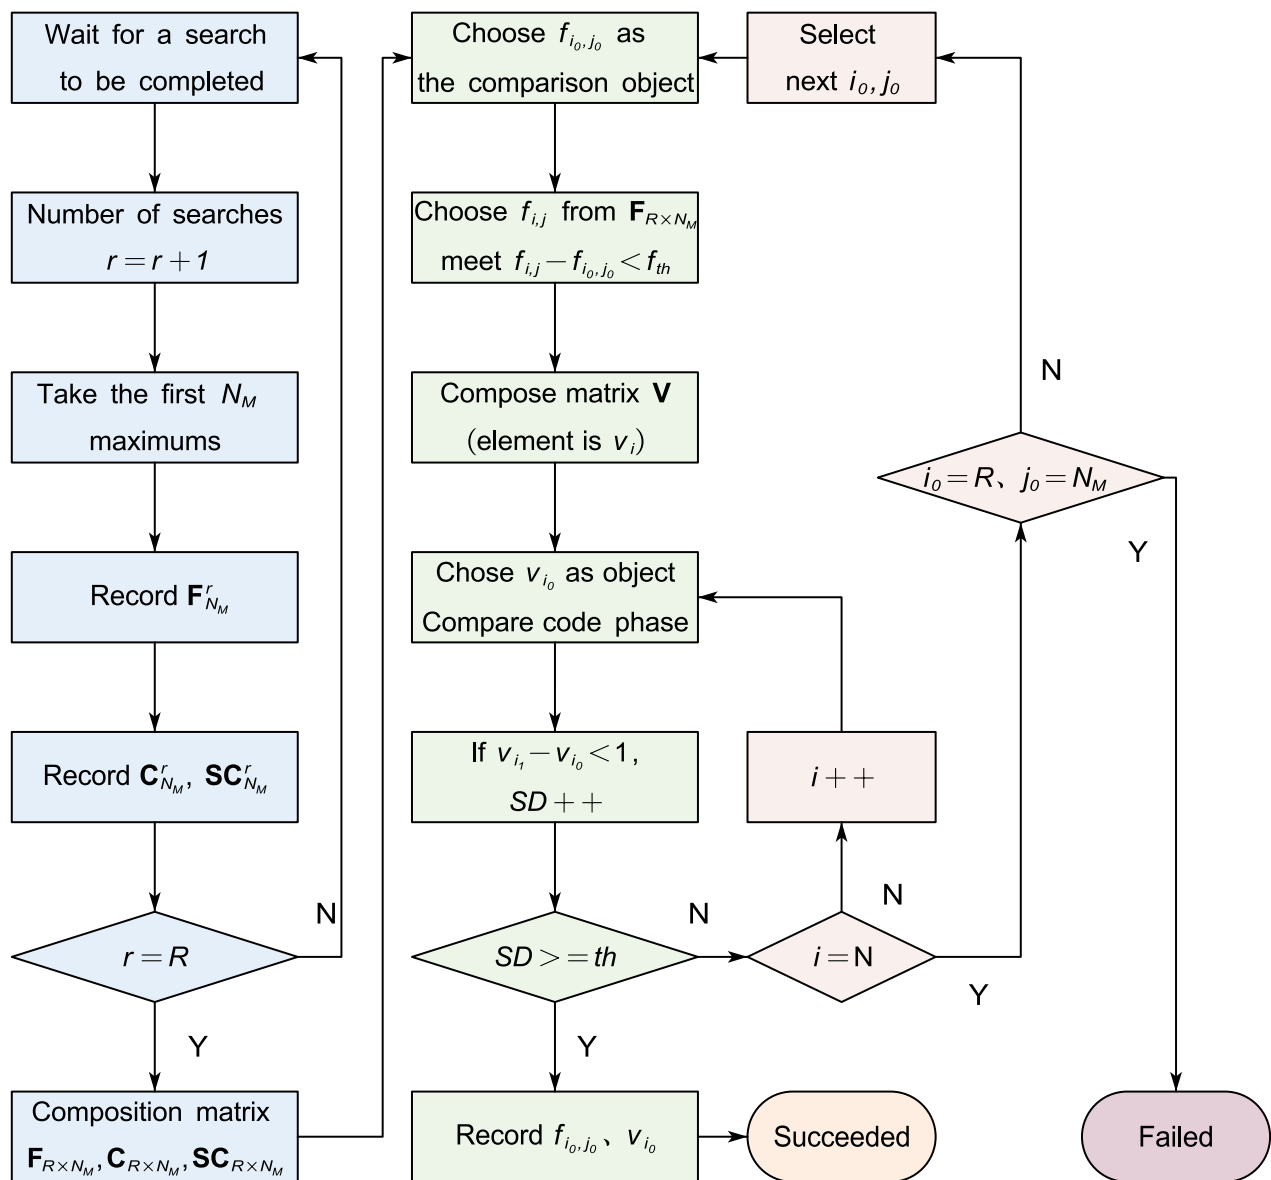 Wait for a search
to be completed
Number of searches
r = r + 1
Take the first N_M
maximums
Record F^r_{N_M}
Record C^r_{N_M}, SC^r_{N_M}
r = R
N
Y
Composition matrix
F_{R×N_M}, C_{R×N_M}, SC_{R×N_M}
Choose f_{i_0,j_0} as
the comparison object
Choose f_{i,j} from F_{R×N_M}
meet f_{i,j} − f_{i_0,j_0} < f_{th}
Compose matrix V
(element is v_i)
Chose v_{i_0} as object
Compare code phase
If v_{i_1} − v_{i_0} < 1,
SD + +
SD > = th
N
Y
Record f_{i_0,j_0}、v_{i_0}
Succeeded
Select
next i_0, j_0
i + +
N
i = N
Y
N
i_0 = R、j_0 = N_M
Y
Failed